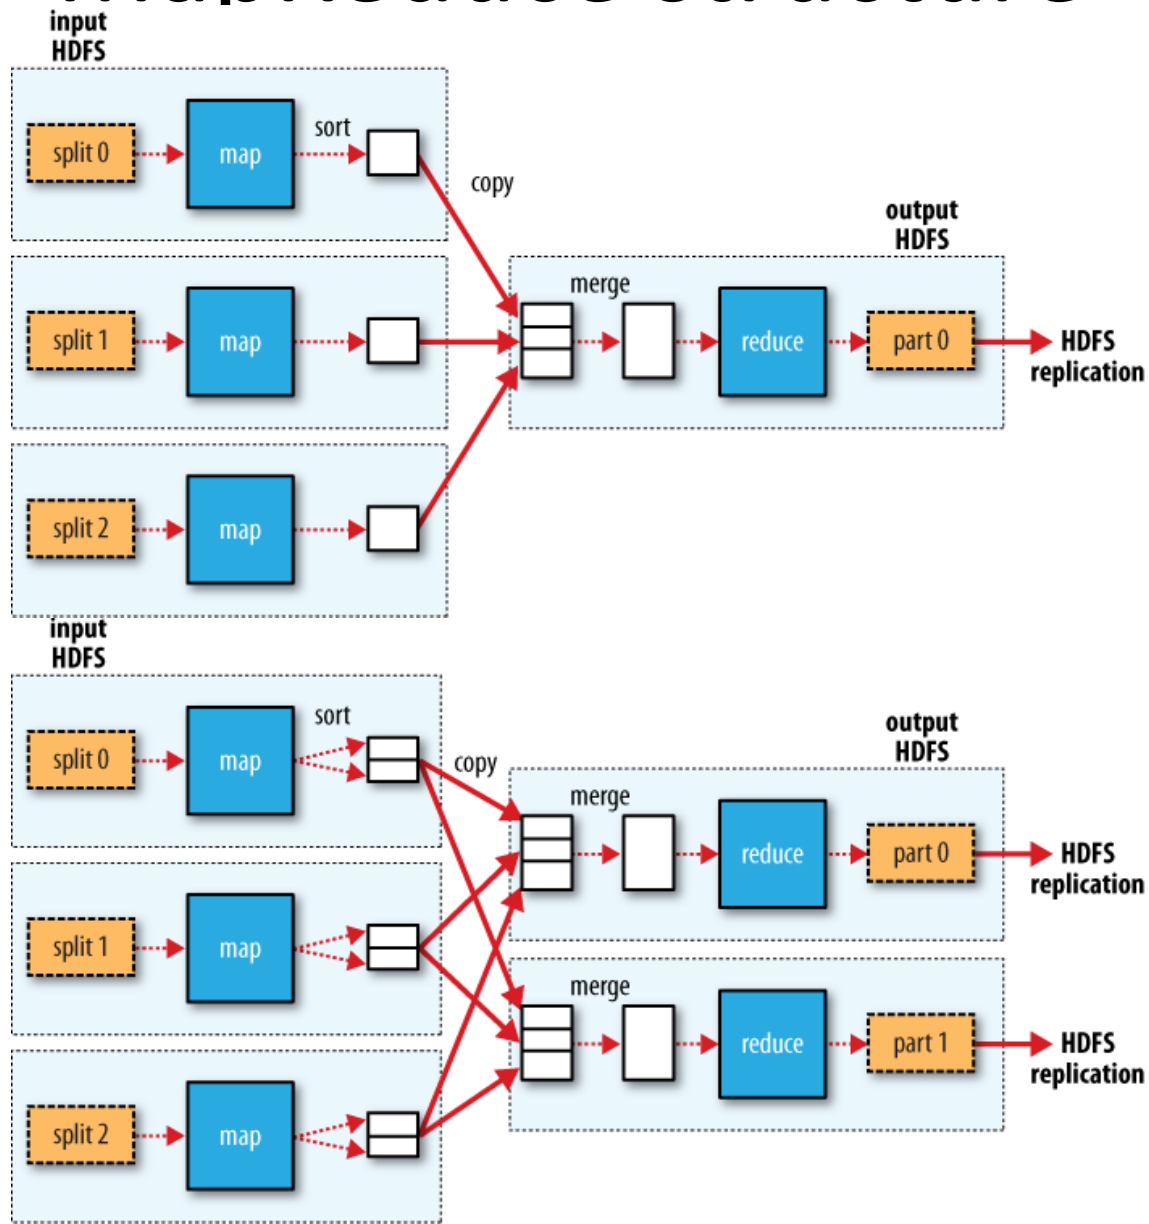 MapReduce structure
input
HDFS
split 0
map
sort
copy
split 1
map
split 2
map
output
HDFS
merge
reduce
part 0
HDFS
replication
input
HDFS
split 0
map
sort
copy
split 1
map
split 2
map
output
HDFS
merge
reduce
part 0
HDFS
replication
merge
reduce
part 1
HDFS
replication